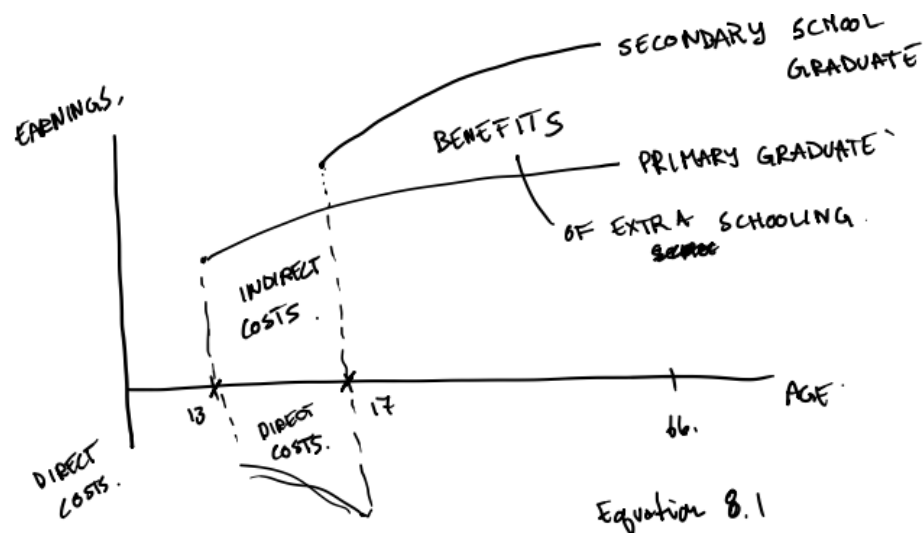 SECONDARY SCHOOL
GRADUATE
EARNINGS,
BENEFITS
PRIMARY GRADUATE
OF EXTRA SCHOOLING.
INDIRECT
COSTS.
13
17
66.
AGE.
DIRECT
COSTS.
DIRECT
COSTS.
Equation 8.1